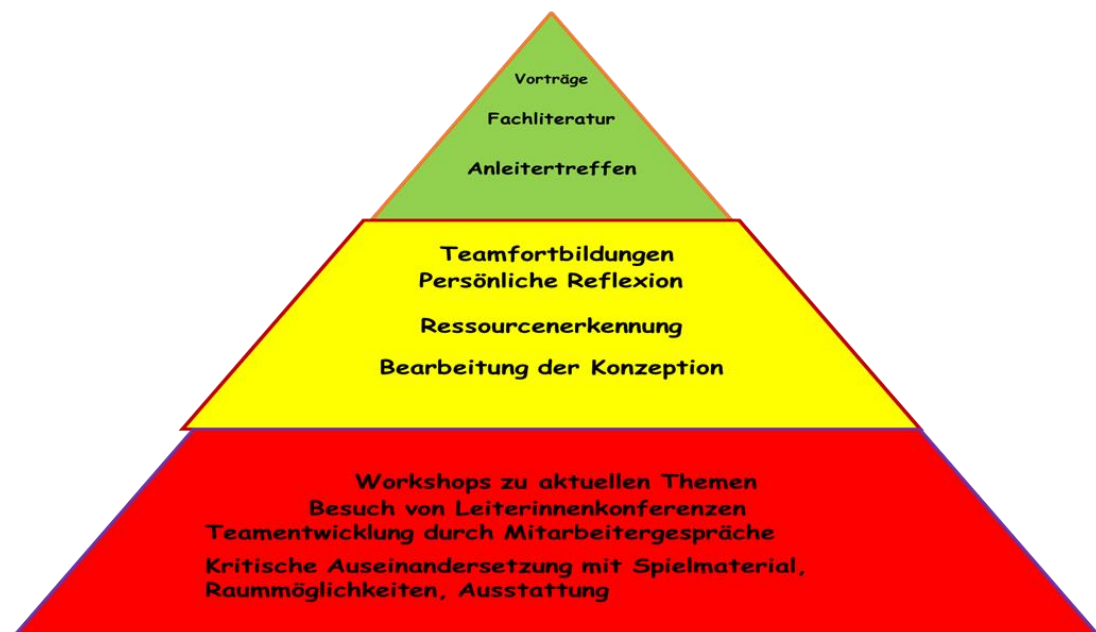 Vorträge
Fachliteratur
Anleitertreffen
Teamfortbildungen
Persönliche Reflexion
Ressourcenerkennung
Bearbeitung der Konzeption
Workshops zu aktuellen Themen
Besuch von Leiterinnenkonferenzen
Teamentwicklung durch Mitarbeitergespräche
Kritische Auseinandersetzung mit Spielmaterial,
Raummöglichkeiten, Ausstattung